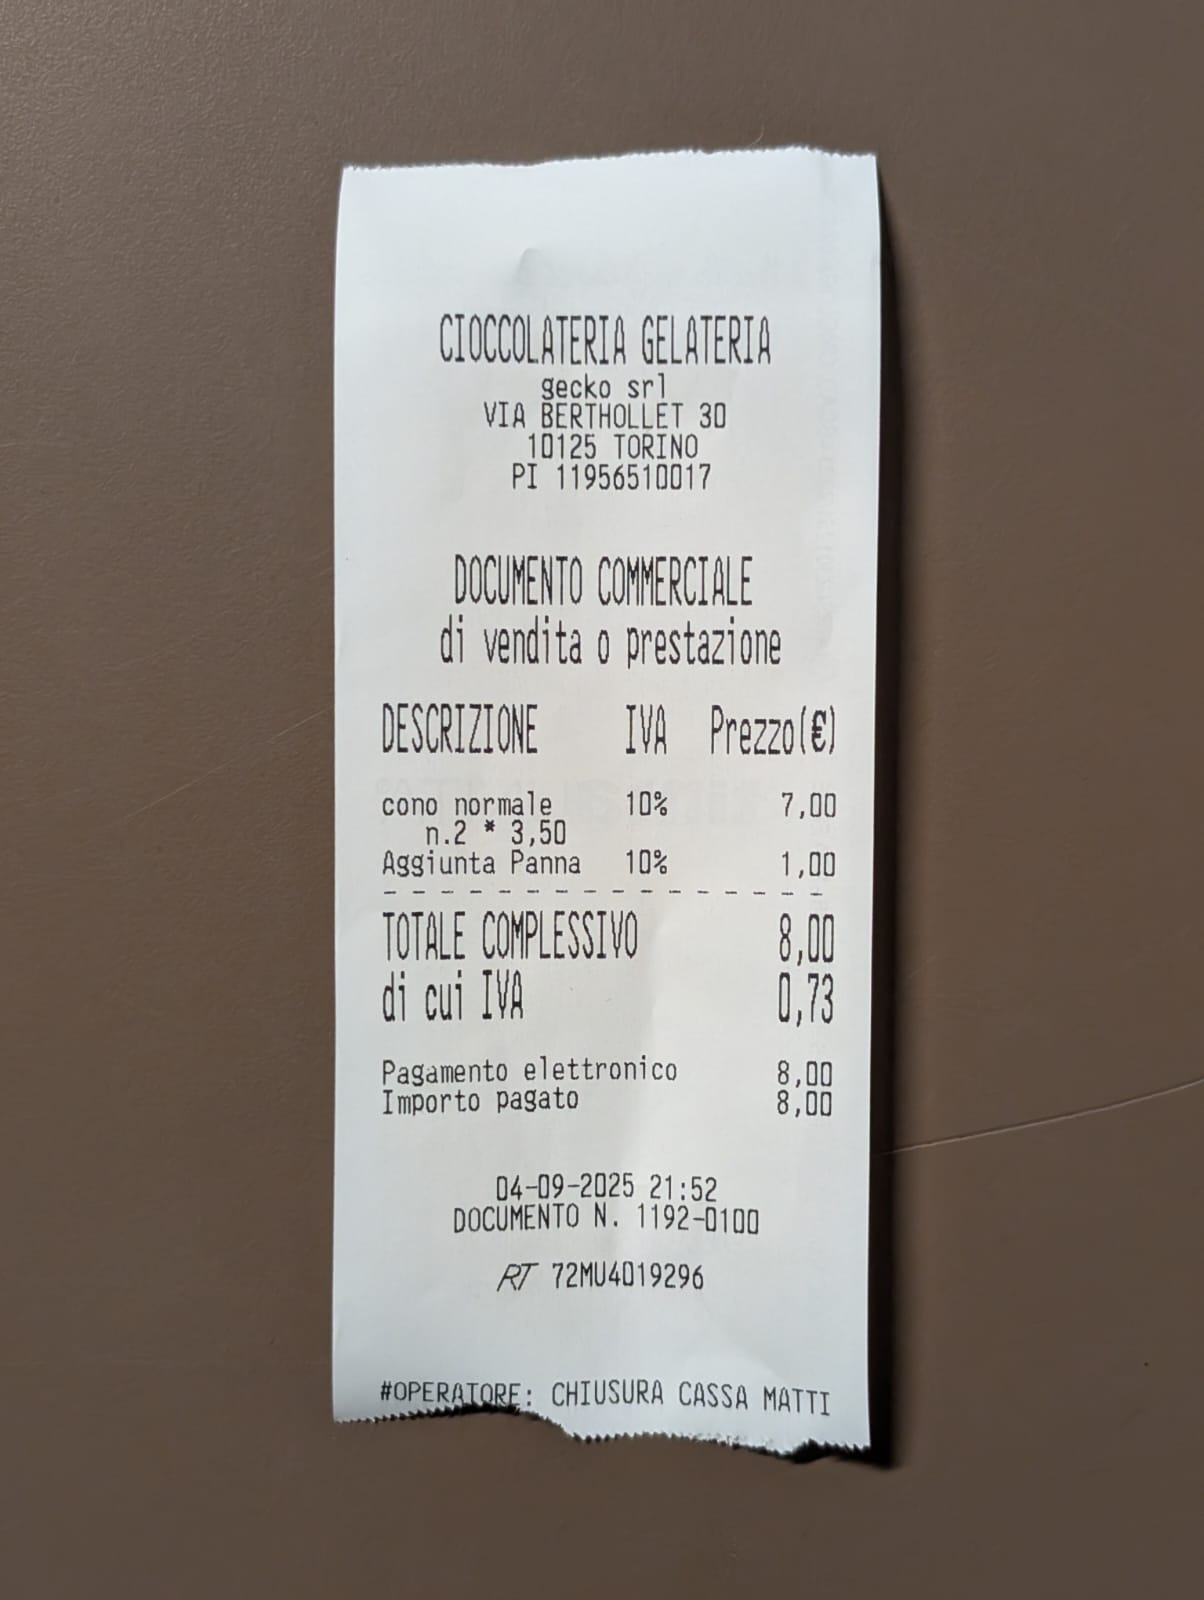 CIOCCOLATERIA GELATERIA
gecko srl
VIA BERTHOLLET 30
10125 TORINO
PI 11956510017
DOCUMENTO COMMERCIALE
di vendita o prestazione
DESCRIZIONE IVA Prezzo(€)
cono normale 10% 7,00
n.2 * 3,50
Aggiunta Panna 10% 1,00
TOTALE COMPLESSIVO 8,00
di cui IVA 0,73
Pagamento elettronico 8,00
Importo pagato 8,00
04-09-2025 21:52
DOCUMENTO N. 1192-0100
RT 72MU4019296
#OPERATORE: CHIUSURA CASSA MATTI